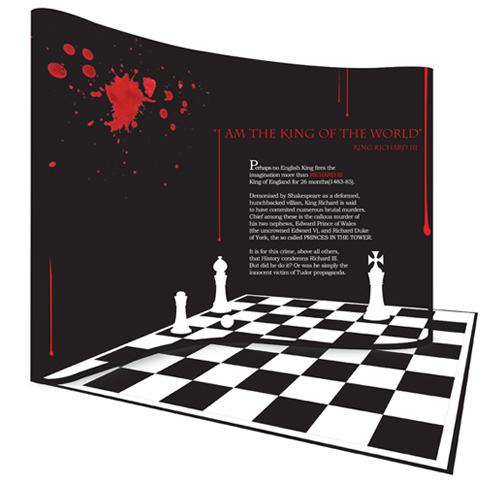 "I AM THE KING OF THE WORLD"
KING RICHARD III
Perhaps no English King fires the
imagination more than RICHARD III
King of England for 26 months(1483-85).
Demonised by Shakespeare as a deformed,
hunchbacked villian, King Richard is said
to have commited numerous brutal murders.
Chief among these is the callous murder of
his two nephews, Edward Prince of Wales
(the uncrowned Edward V), and Richard Duke
of York, the so called PRINCES IN THE TOWER.
It is for this crime, above all others,
that History condemns Richard III.
But did he do it? Or was he simply the
innocent victim of Tudor propaganda.